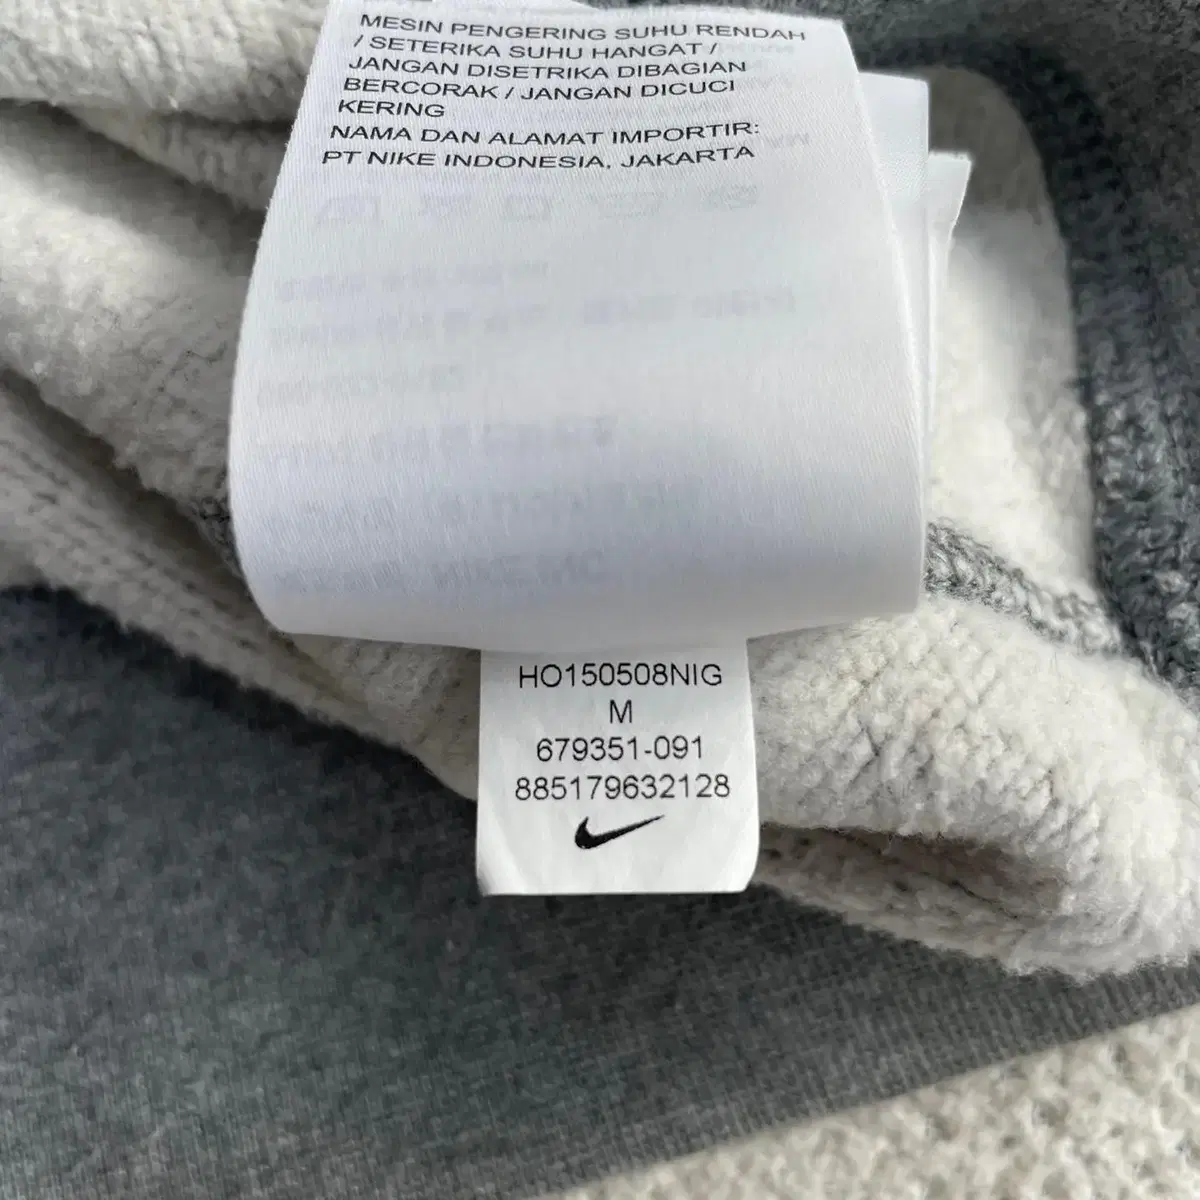 MESIN PENGERING SUHU RENDAH
/ SETERIKA SUHU HANGAT /
JANGAN DISETRIKA DIBAGIAN
BERCORAK / JANGAN DICUCI
KERING
NAMA DAN ALAMAT IMPORTIR:
PT NIKE INDONESIA, JAKARTA
HO150508NIG
M
679351-091
885179632128